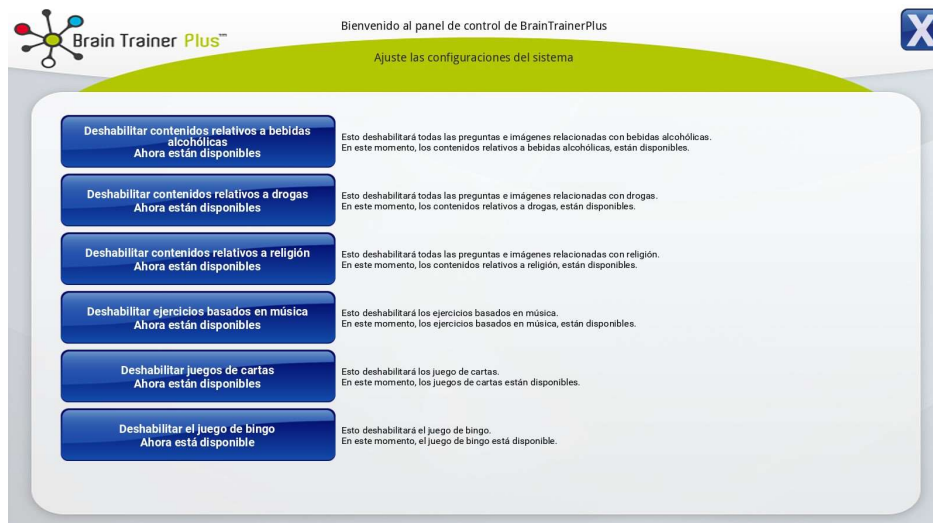 Brain Trainer Plus™
Bienvenido al panel de control de BrainTrainerPlus
X
Ajuste las configuraciones del sistema
Deshabilitar contenidos relativos a bebidas
alcohólicas
Ahora están disponibles
Esto deshabilitará todas las preguntas e imágenes relacionadas con bebidas alcohólicas.
En este momento, los contenidos relativos a bebidas alcohólicas, están disponibles.
Deshabilitar contenidos relativos a drogas
Ahora están disponibles
Esto deshabilitará todas las preguntas e imágenes relacionadas con drogas.
En este momento, los contenidos relativos a drogas, están disponibles.
Deshabilitar contenidos relativos a religión
Ahora están disponibles
Esto deshabilitará todas las preguntas e imágenes relacionadas con religión.
En este momento, los contenidos relativos a religión, están disponibles.
Deshabilitar ejercicios basados en música
Ahora están disponibles
Esto deshabilitará los ejercicios basados en música.
En este momento, los ejercicios basados en música, están disponibles.
Deshabilitar juegos de cartas
Ahora están disponibles
Esto deshabilitará los juego de cartas.
En este momento, los juegos de cartas están disponibles.
Deshabilitar el juego de bingo
Ahora está disponible
Esto deshabilitará el juego de bingo.
En este momento, el juego de bingo está disponible.